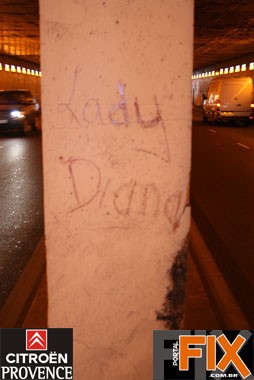 Lady
Diana
CITROËN
PROVENCE
PORTAL
FIX
.COM.BR